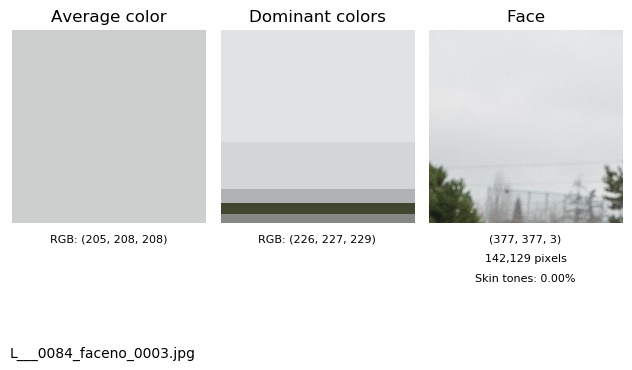 Average color
Dominant colors
Face
RGB: (205, 208, 208)
RGB: (226, 227, 229)
(377, 377, 3)
142,129 pixels
Skin tones: 0.00%
L___0084_faceno_0003.jpg